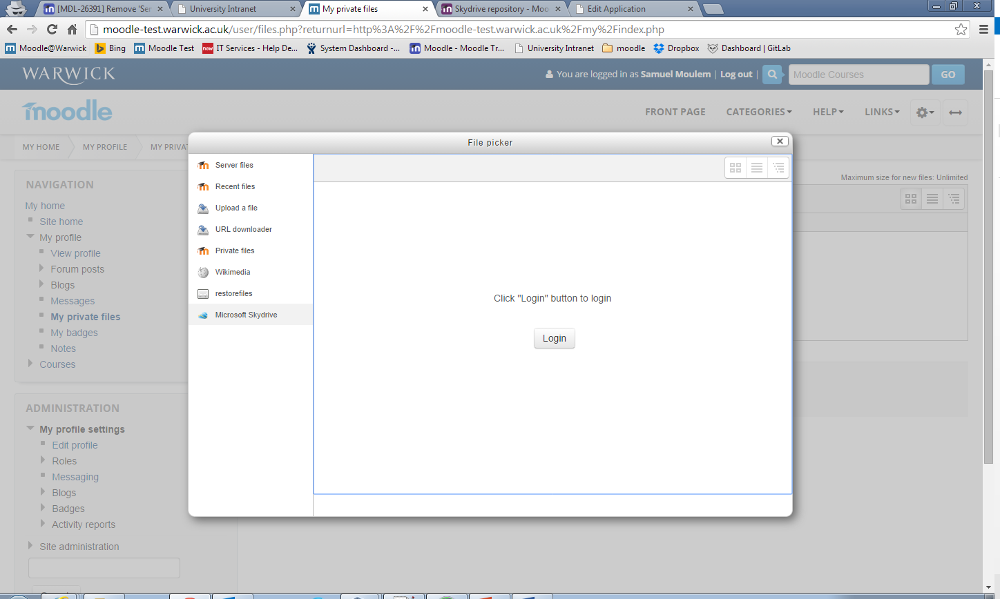 [MDL-26391] Remove 'Ser
University Intranet
My private files
Skydrive repository - Moo
Edit Application
moodle-test.warwick.ac.uk/user/files.php?returnurl=http%3A%2F%2Fmoodle-test.warwick.ac.uk%2Fmy%2Findex.php
Moodle@Warwick
Bing
Moodle Test
now IT Services - Help De...
System Dashboard -...
Moodle - Moodle Tr...
University Intranet
moodle
Dropbox
Dashboard | GitLab
WARWICK
You are logged in as Samuel Moulem | Log out |
Moodle Courses
GO
moodle
FRONT PAGE
CATEGORIES
HELP
LINKS
MY HOME
MY PROFILE
MY PRIVA
File picker
Server files
Recent files
Upload a file
URL downloader
Private files
Wikimedia
restorefiles
Microsoft Skydrive
Click "Login" button to login
Login
Maximum size for new files: Unlimited
NAVIGATION
My home
Site home
My profile
View profile
Forum posts
Blogs
Messages
My private files
My badges
Notes
Courses
ADMINISTRATION
My profile settings
Edit profile
Roles
Messaging
Blogs
Badges
Activity reports
Site administration